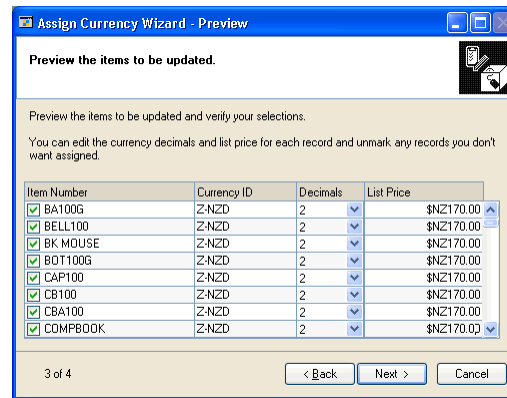 Assign Currency Wizard - Preview
Preview the items to be updated.
Preview the items to be updated and verify your selections.
You can edit the currency decimals and list price for each record and unmark any records you don't
want assigned.
Item Number Currency ID Decimals List Price
BA100G Z-NZD 2 $NZ170.00
BELL100 Z-NZD 2 $NZ170.00
BK MOUSE Z-NZD 2 $NZ170.00
BOT100G Z-NZD 2 $NZ170.00
CAP100 Z-NZD 2 $NZ170.00
CB100 Z-NZD 2 $NZ170.00
CBA100 Z-NZD 2 $NZ170.00
COMPBOOK Z-NZD 2 $NZ170.00
3 of 4 < Back Next > Cancel